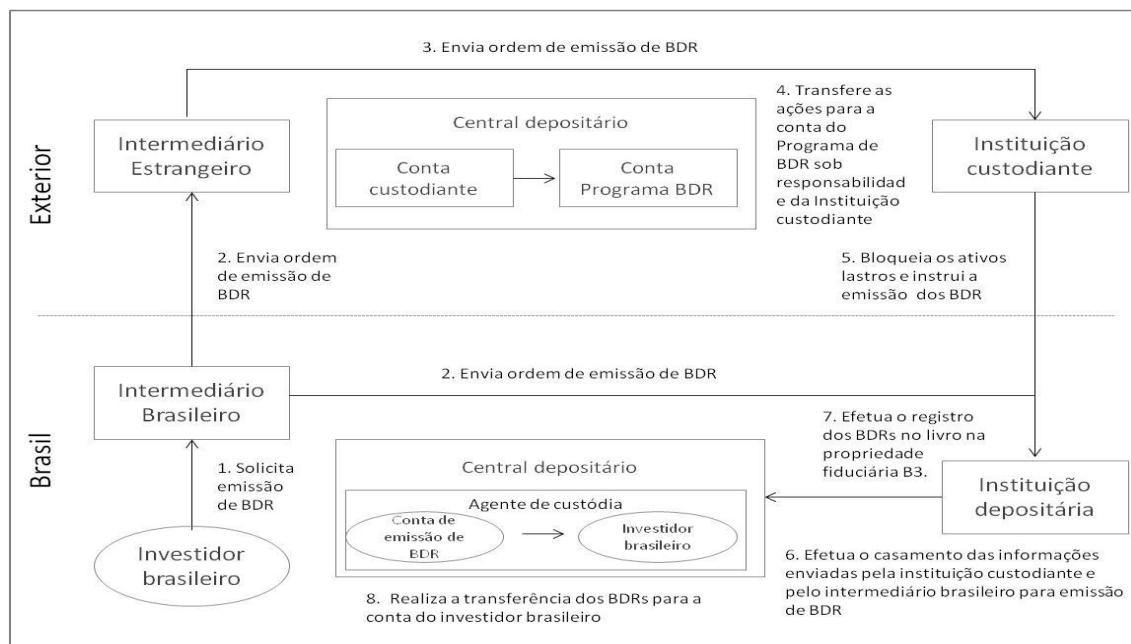 3. Envia ordem de emissão de BDR
Exterior
Intermediário
Estrangeiro
Central depositário
Conta
custodiante
Conta
Programa BDR
4. Transfere as
ações para a
conta do
Programa de
BDR sob
responsabilidad
e da Instituição
custodiante
Instituição
custodiante
2. Envia ordem
de emissão de
BDR
5. Bloqueia os ativos
lastros e instrui a
emissão dos BDR
Brasil
Intermediário
Brasileiro
2. Envia ordem de emissão de BDR
1. Solicita
emissão
de BDR
Investidor
brasileiro
Central depositário
Agente de custódia
Conta de
emissão de
BDR
Investidor
brasileiro
7. Efetua o registro
dos BDRs no livro na
propriedade
fiduciária B3.
Instituição
depositária
6. Efetua o casamento das informações
enviadas pela instituição custodiante e
pelo intermediário brasileiro para emissão
de BDR
8. Realiza a transferência dos BDRs para a
conta do investidor brasileiro